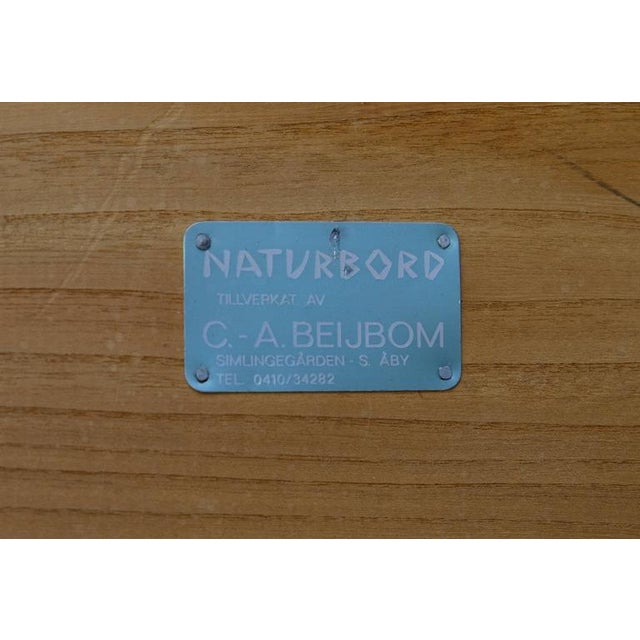 NATURBORD
TILLVERKAT AV
C.-A. BEIJBOM
SIMLINGEGÅRDEN - S. ÅBY
TEL. 0410/34282